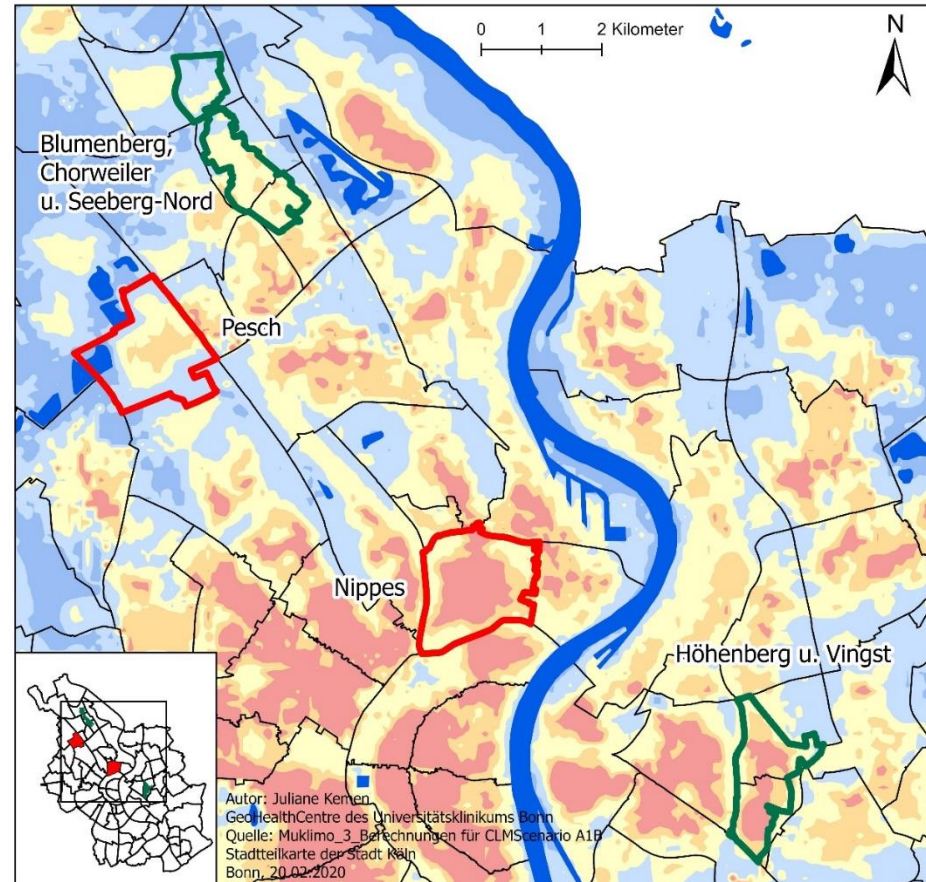 0 1 2 Kilometer
N
Blumenberg,
Chorweiler
u. Seeberg-Nord
Pesch
Nippes
Höhenberg u. Vingst
Autor: Juliane Kemen
GeoHealthCentre des Universitätsklinikums Bonn
Quelle: Muklimo_3_Berechnungen für CLMScenario A1B
Stadtteilkarte der Stadt Köln
Bonn, 20.02.2020